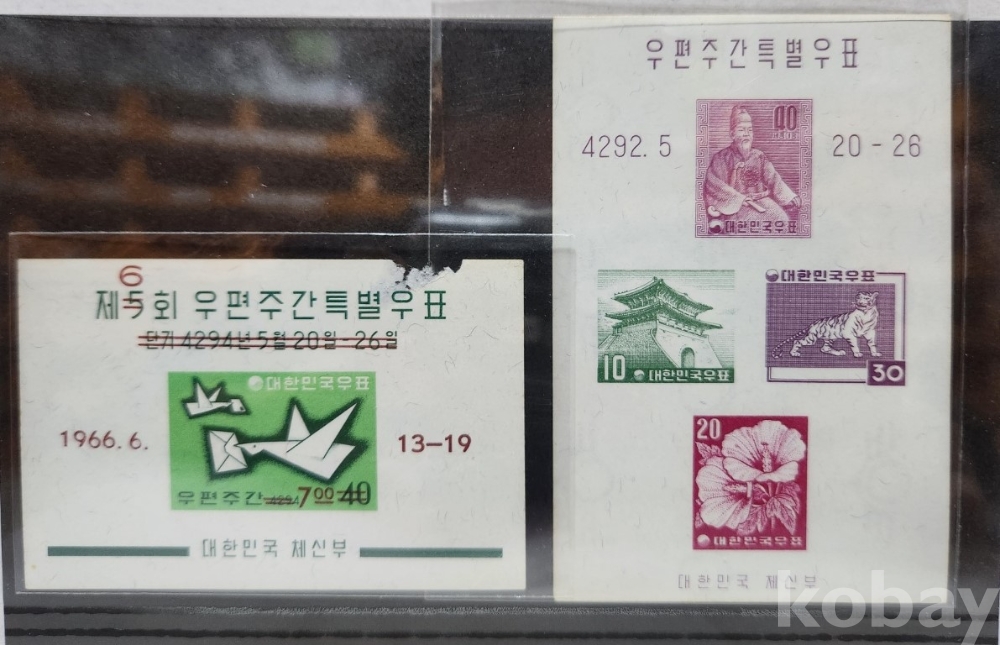 6
제5회 우편주간특별우표
단기 4294년 5월 20일 - 26일
대한민국우표
1966. 6. 13-19
우편주간 4294 7 00 40
대한민국 체신부
우편주간특별우표
40
4292. 5 20 - 26
대한민국우표
대한민국우표
10 대한민국우표
30
20
대한민국우표
대한민국 체신부
kobay